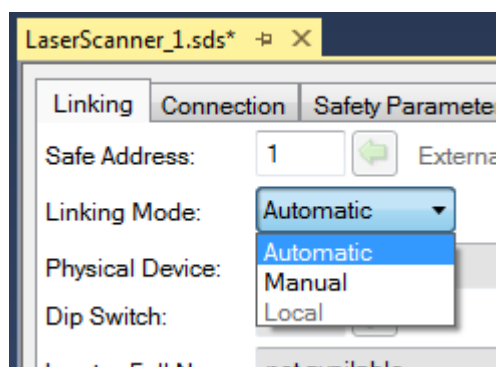 LaserScanner_1.sds*
Linking Connection Safety Paramete
Safe Address: 1 Externa
Linking Mode: Automatic
Automatic
Physical Device:
Manual
Dip Switch:
Local